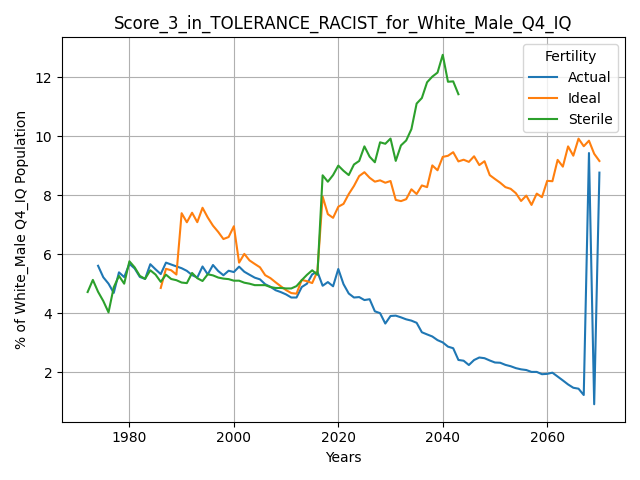 Score_3_in_TOLERANCE_RACIST_for_White_Male_Q4_IQ
% of White_Male Q4_IQ Population
12
10
8
6
4
2
Fertility
Actual
Ideal
Sterile
1980
2000
2020
2040
2060
Years